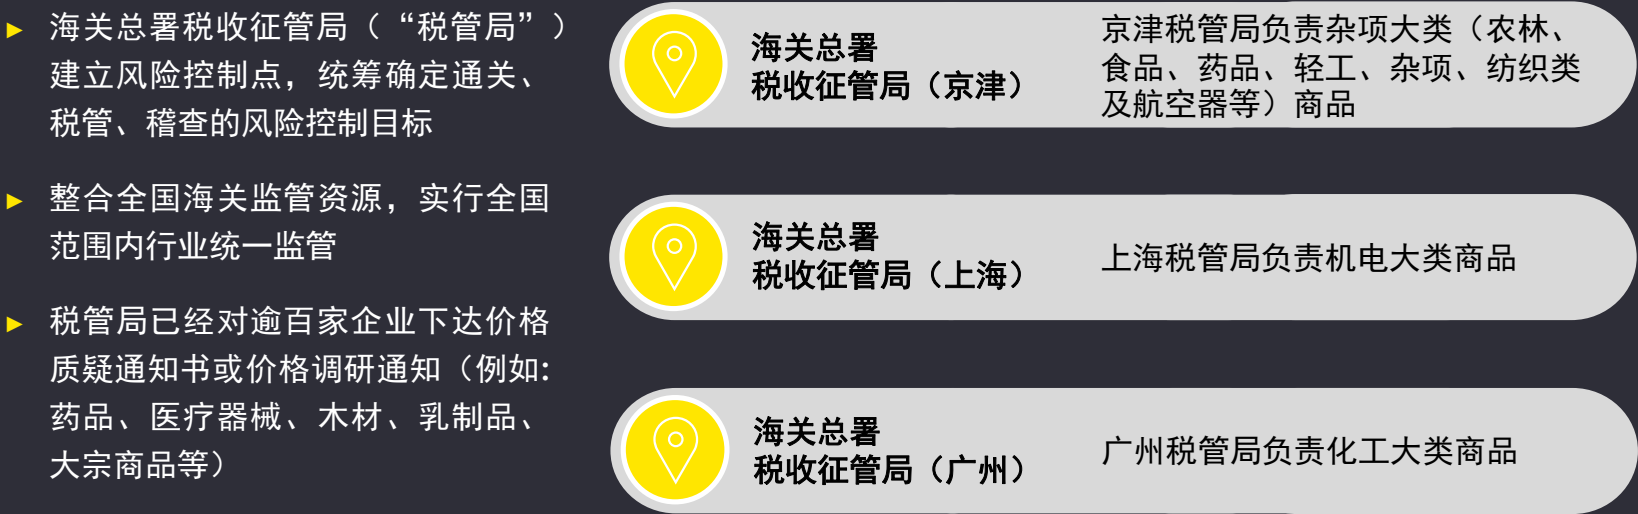 海关总署税收征管局（“税管局”）
建立风险控制点，统筹确定通关、
税管、稽查的风险控制目标
整合全国海关监管资源，实行全国
范围内行业统一监管
税管局已经对逾百家企业下达价格
质疑通知书或价格调研通知（例如:
药品、医疗器械、木材、乳制品、
大宗商品等）
海关总署
税收征管局（京津）
京津税管局负责杂项大类（农林、
食品、药品、轻工、杂项、纺织类
及航空器等）商品
海关总署
税收征管局（上海）
上海税管局负责机电大类商品
海关总署
税收征管局（广州）
广州税管局负责化工大类商品